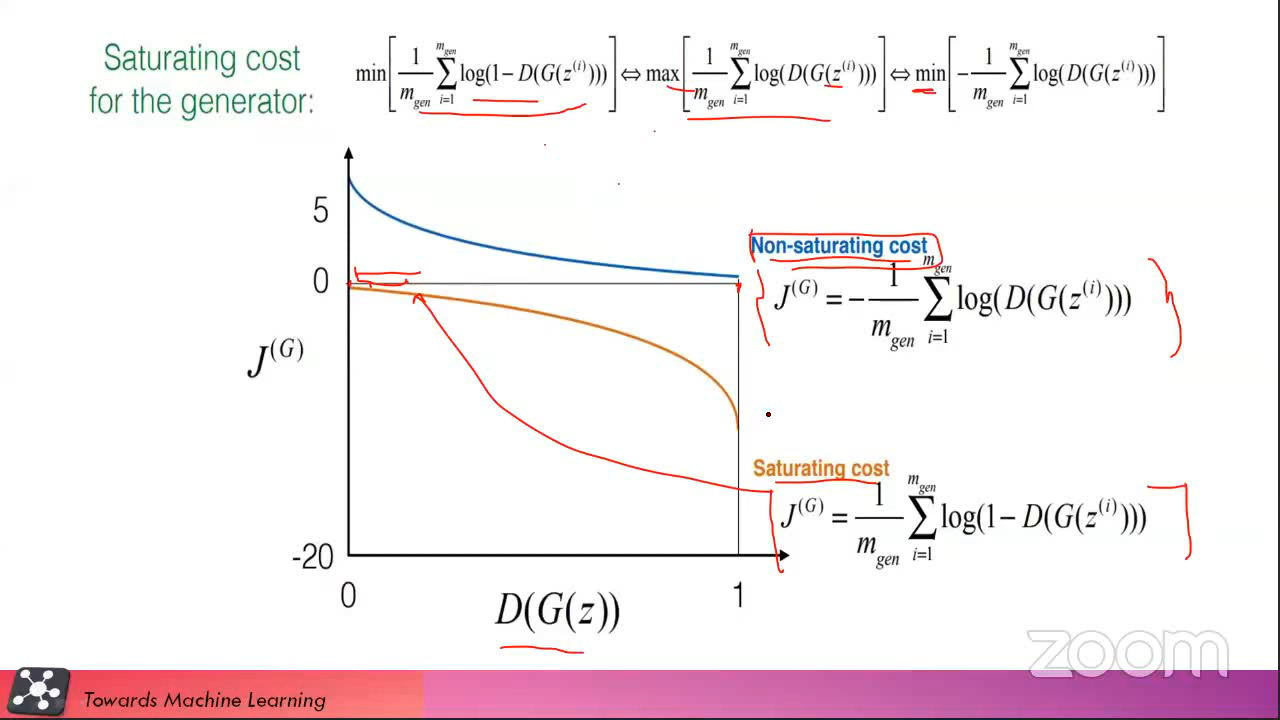 Saturating cost
for the generator:
min[1/m_gen ∑_{i=1}^{m_gen} log(1 − D(G(z^(i))))] ⇔ max[1/m_gen ∑_{i=1}^{m_gen} log(D(G(z^(i))))] ⇔ min[−1/m_gen ∑_{i=1}^{m_gen} log(D(G(z^(i))))]
5
0
-20
J^(G)
0
1
D(G(z))
Non-saturating cost
J^(G) = −1/m_gen ∑_{i=1}^{m_gen} log(D(G(z^(i))))
Saturating cost
J^(G) = 1/m_gen ∑_{i=1}^{m_gen} log(1 − D(G(z^(i))))
zoom
Towards Machine Learning